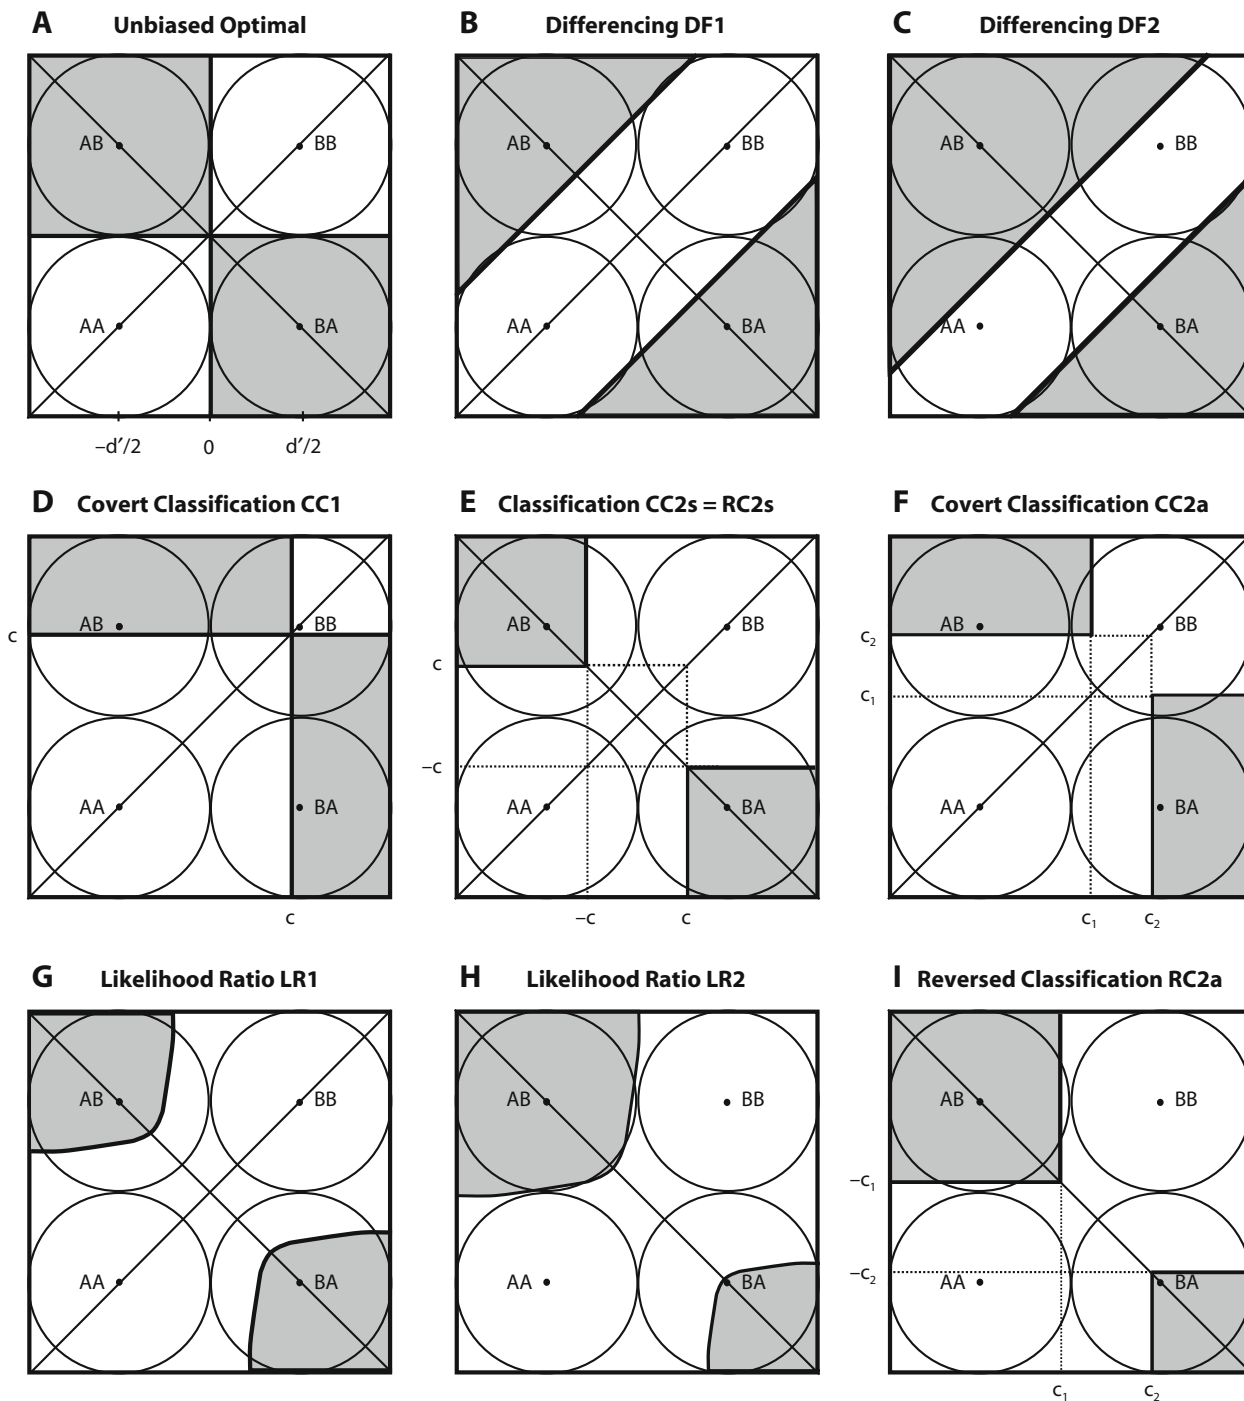 A Unbiased Optimal
B Differencing DF1
C Differencing DF2
AB
BB
AB
BB
AB
BB
AA
BA
AA
BA
AA
BA
−d′/2
0
d′/2
D Covert Classification CC1
E Classification CC2s = RC2s
F Covert Classification CC2a
AB
BB
AB
BB
AB
BB
c
c
c₂
c₁
−c
AA
BA
AA
BA
AA
BA
c
−c
c
c₁
c₂
G Likelihood Ratio LR1
H Likelihood Ratio LR2
I Reversed Classification RC2a
AB
BB
AB
BB
AB
BB
−c₁
−c₂
AA
BA
AA
BA
AA
BA
c₁
c₂